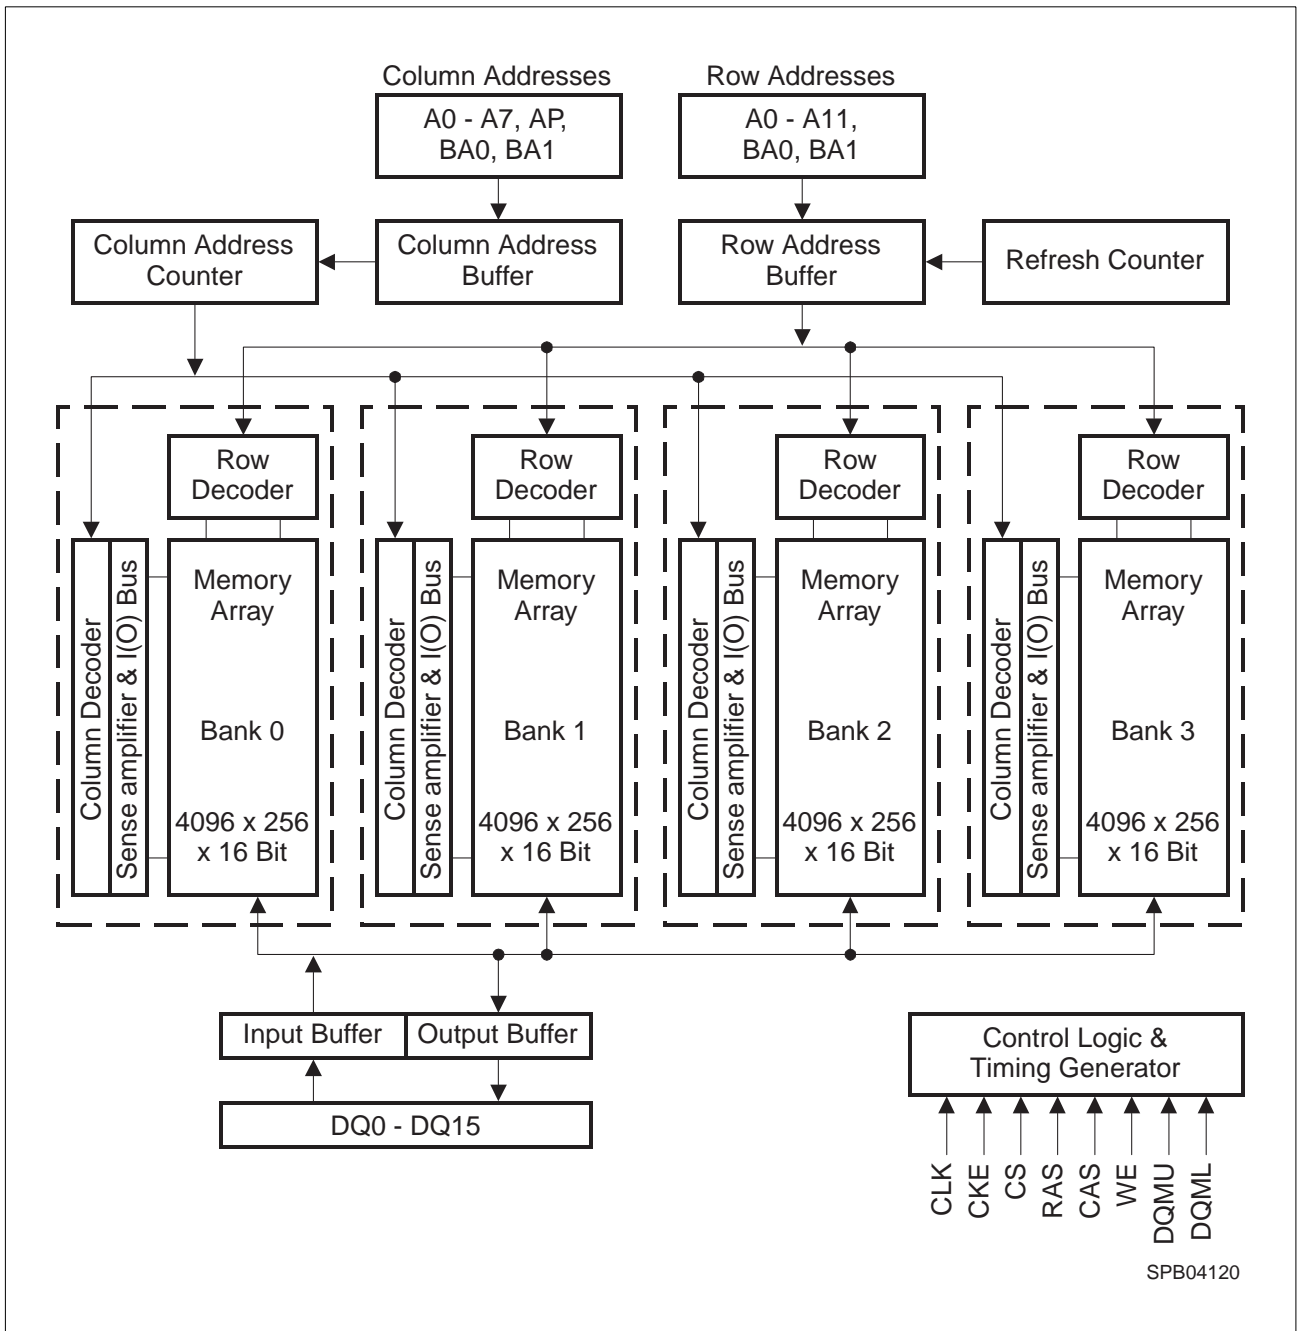 Column Addresses
A0 - A7, AP,
BA0, BA1
Row Addresses
A0 - A11,
BA0, BA1
Column Address
Counter
Column Address
Buffer
Row Address
Buffer
Refresh Counter
Row
Decoder
Column Decoder
Sense amplifier & I(O) Bus
Memory
Array
Bank 0
4096 x 256
x 16 Bit
Row
Decoder
Column Decoder
Sense amplifier & I(O) Bus
Memory
Array
Bank 1
4096 x 256
x 16 Bit
Row
Decoder
Column Decoder
Sense amplifier & I(O) Bus
Memory
Array
Bank 2
4096 x 256
x 16 Bit
Row
Decoder
Column Decoder
Sense amplifier & I(O) Bus
Memory
Array
Bank 3
4096 x 256
x 16 Bit
Input Buffer
Output Buffer
DQ0 - DQ15
Control Logic &
Timing Generator
CLK
CKE
CS
RAS
CAS
WE
DQMU
DQML
SPB04120